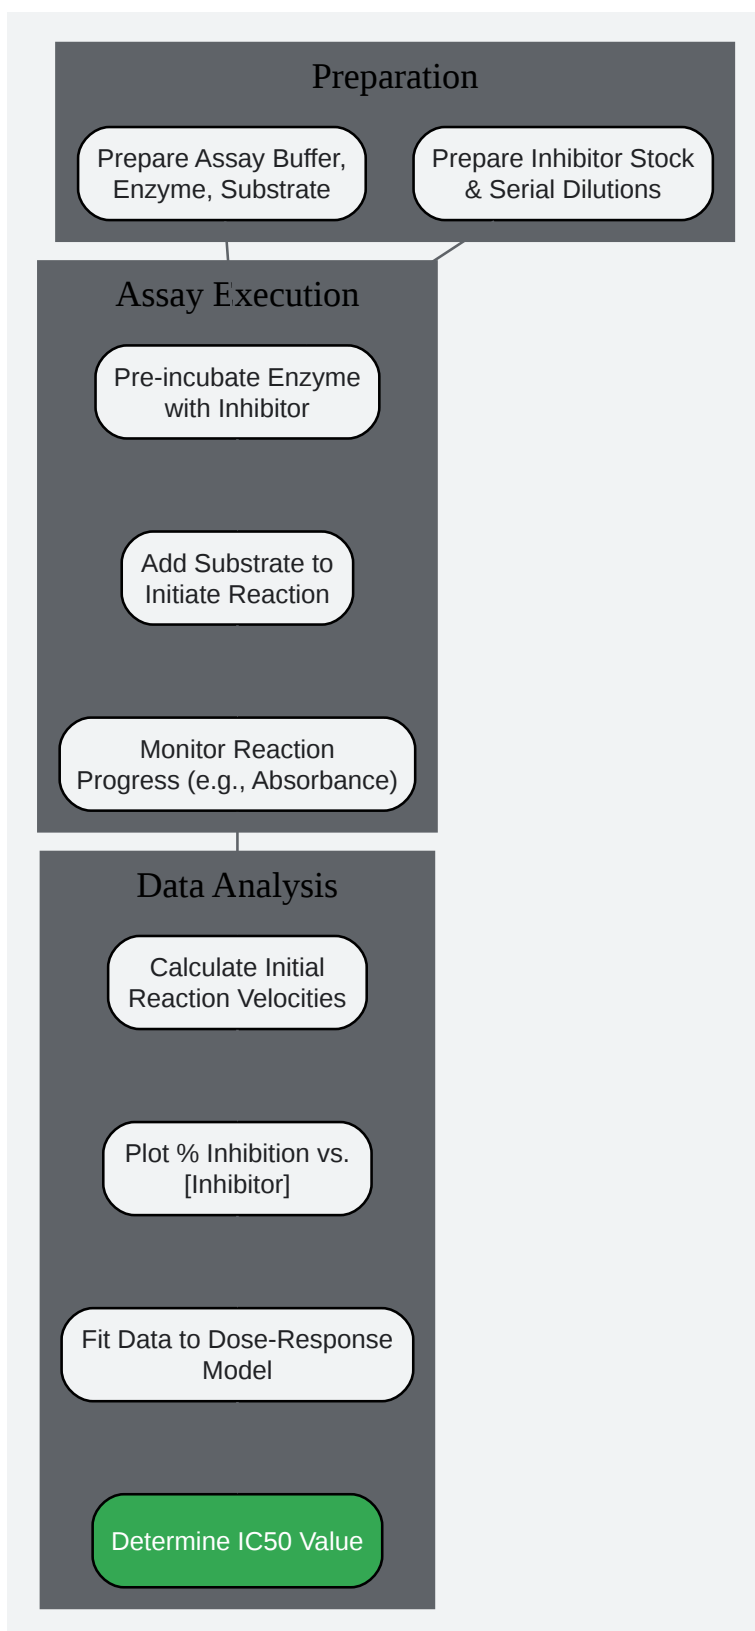 Preparation
Prepare Assay Buffer,
Enzyme, Substrate
Prepare Inhibitor Stock
& Serial Dilutions
Assay Execution
Pre-incubate Enzyme
with Inhibitor
Add Substrate to
Initiate Reaction
Monitor Reaction
Progress (e.g., Absorbance)
Data Analysis
Calculate Initial
Reaction Velocities
Plot % Inhibition vs.
[Inhibitor]
Fit Data to Dose-Response
Model
Determine IC50 Value